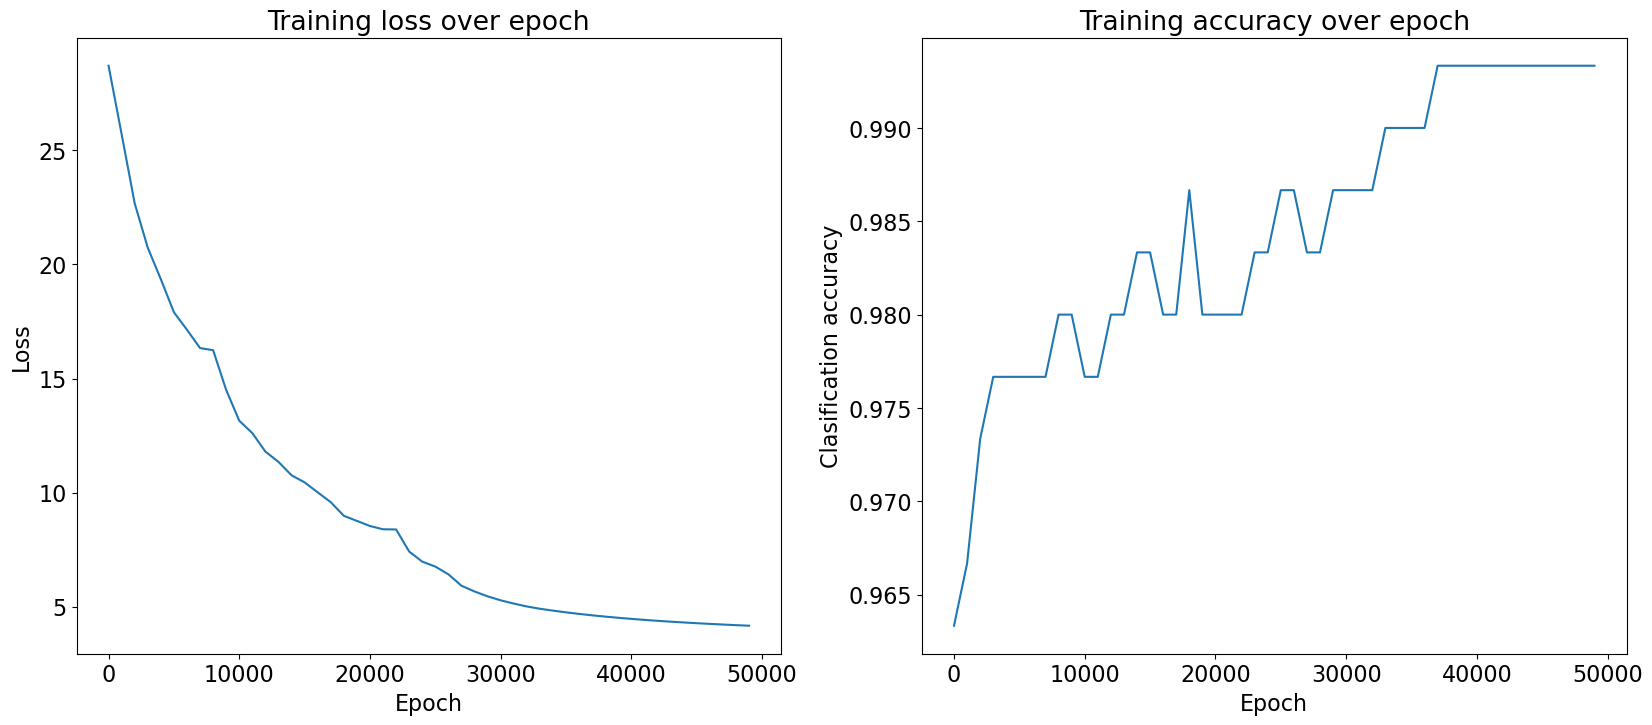 Training loss over epoch
Loss
25
20
15
10
5
0 10000 20000 30000 40000 50000
Epoch
Training accuracy over epoch
Clasification accuracy
0.990
0.985
0.980
0.975
0.970
0.965
0 10000 20000 30000 40000 50000
Epoch